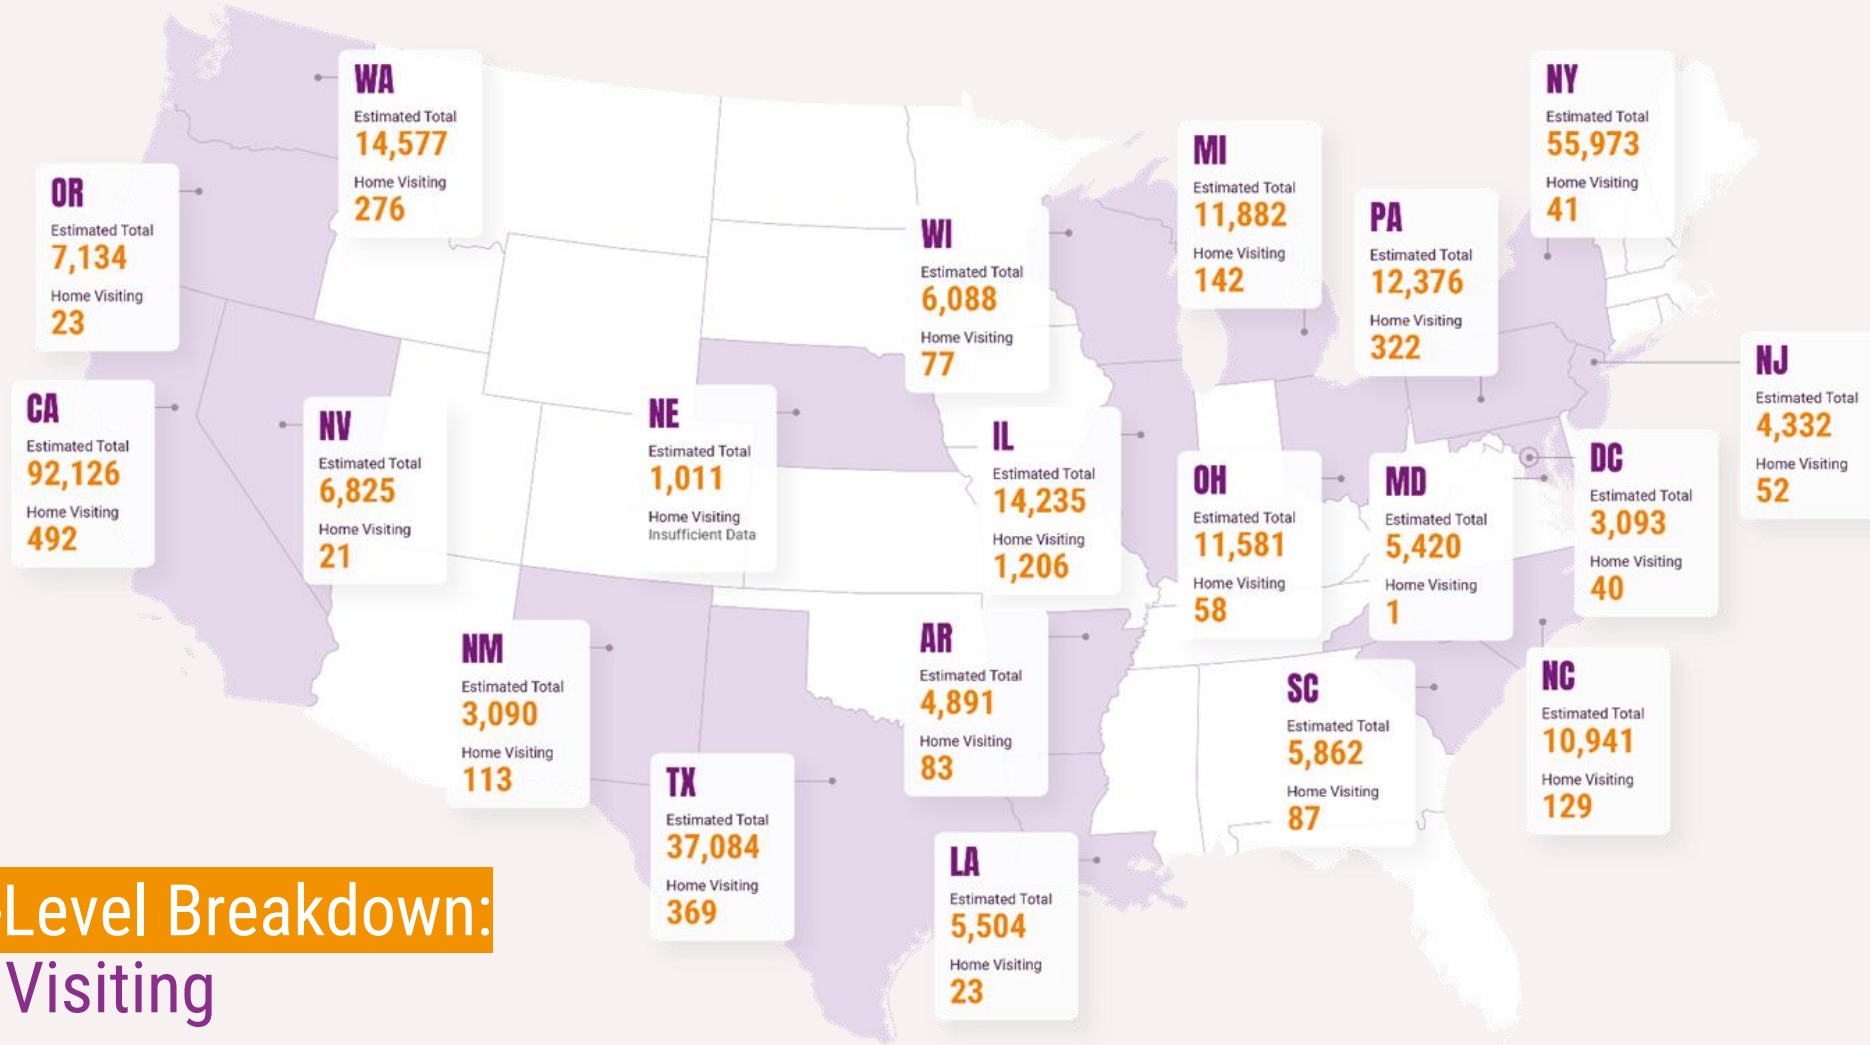 WA
Estimated Total
14,577
Home Visiting
276
OR
Estimated Total
7,134
Home Visiting
23
CA
Estimated Total
92,126
Home Visiting
492
NV
Estimated Total
6,825
Home Visiting
21
NE
Estimated Total
1,011
Home Visiting
Insufficient Data
WI
Estimated Total
6,088
Home Visiting
77
MI
Estimated Total
11,882
Home Visiting
142
PA
Estimated Total
12,376
Home Visiting
322
NY
Estimated Total
55,973
Home Visiting
41
NJ
Estimated Total
4,332
Home Visiting
52
IL
Estimated Total
14,235
Home Visiting
1,206
OH
Estimated Total
11,581
Home Visiting
58
MD
Estimated Total
5,420
Home Visiting
1
DC
Estimated Total
3,093
Home Visiting
40
NM
Estimated Total
3,090
Home Visiting
113
TX
Estimated Total
37,084
Home Visiting
369
AR
Estimated Total
4,891
Home Visiting
83
LA
Estimated Total
5,504
Home Visiting
23
SC
Estimated Total
5,862
Home Visiting
87
NC
Estimated Total
10,941
Home Visiting
129
-Level Breakdown:
Visiting